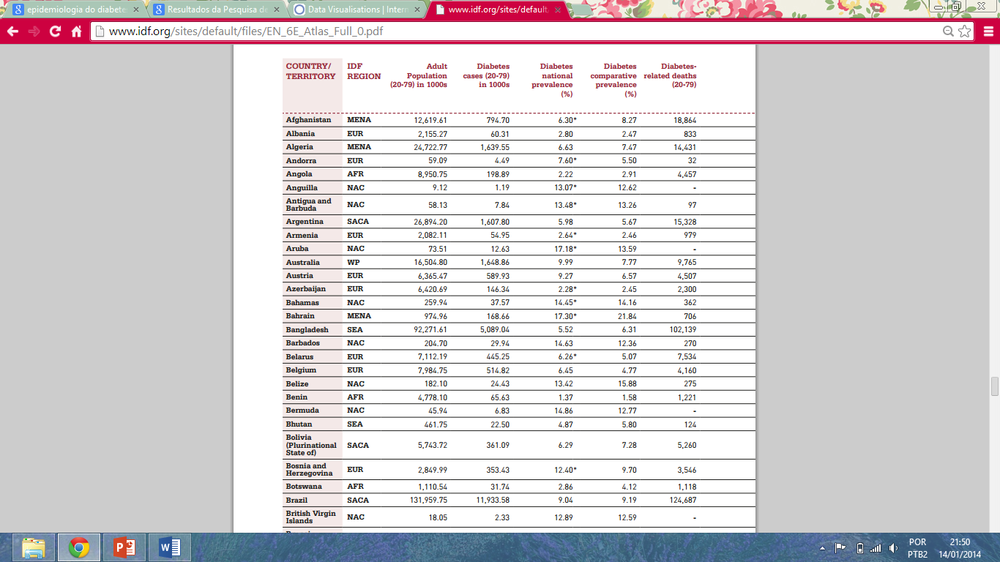 epidemiologia do diabete
Resultados da Pesquisa de
Data Visualisations | Intern
www.idf.org/sites/default
www.idf.org/sites/default/files/EN_6E_Atlas_Full_0.pdf
COUNTRY/ IDF Adult Diabetes Diabetes Diabetes Diabetes-
TERRITORY REGION Population cases (20-79) national comparative related deaths
(20-79) in 1000s in 1000s prevalence prevalence (20-79)
(%) (%)
Afghanistan MENA 12,619.61 794.70 6.30* 8.27 18,864
Albania EUR 2,155.27 60.31 2.80 2.47 833
Algeria MENA 24,722.77 1,639.55 6.63 7.47 14,431
Andorra EUR 59.09 4.49 7.60* 5.50 32
Angola AFR 8,950.75 198.89 2.22 2.91 4,457
Anguilla NAC 9.12 1.19 13.07* 12.62 -
Antigua and
Barbuda NAC 58.13 7.84 13.48* 13.26 97
Argentina SACA 26,894.20 1,607.80 5.98 5.67 15,328
Armenia EUR 2,082.11 54.95 2.64* 2.46 979
Aruba NAC 73.51 12.63 17.18* 13.59 -
Australia WP 16,504.80 1,648.86 9.99 7.77 9,765
Austria EUR 6,365.47 589.93 9.27 6.57 4,507
Azerbaijan EUR 6,420.69 146.34 2.28* 2.45 2,300
Bahamas NAC 259.94 37.57 14.45* 14.16 362
Bahrain MENA 974.96 168.66 17.30* 21.84 706
Bangladesh SEA 92,271.61 5,089.04 5.52 6.31 102,139
Barbados NAC 204.70 29.94 14.63 12.36 270
Belarus EUR 7,112.19 445.25 6.26* 5.07 7,534
Belgium EUR 7,984.75 514.82 6.45 4.77 4,160
Belize NAC 182.10 24.43 13.42 15.88 275
Benin AFR 4,778.10 65.63 1.37 1.58 1,221
Bermuda NAC 45.94 6.83 14.86 12.77 -
Bhutan SEA 461.75 22.50 4.87 5.80 124
Bolivia
(Plurinational SACA 5,743.72 361.09 6.29 7.28 5,260
State of)
Bosnia and
Herzegovina EUR 2,849.99 353.43 12.40* 9.70 3,546
Botswana AFR 1,110.54 31.74 2.86 4.12 1,118
Brazil SACA 131,959.75 11,933.58 9.04 9.19 124,687
British Virgin
Islands NAC 18.05 2.33 12.89 12.59 -
POR 21:50
PTB2 14/01/2014